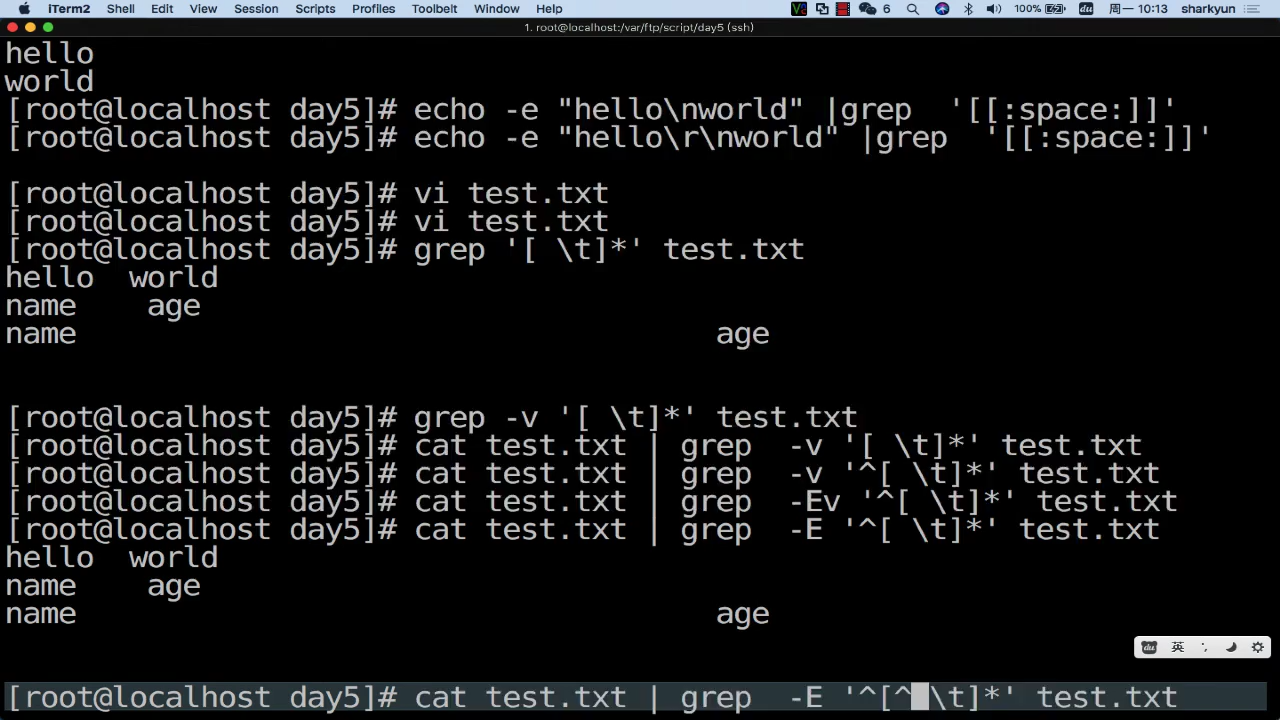 iTerm2 Shell Edit View Session Scripts Profiles Toolbelt Window Help 6 100% du 周一 10:13 sharkyun
1. root@localhost:/var/ftp/script/day5 (ssh)
hello
world
[root@localhost day5]# echo -e "hello\nworld" |grep  '[[:space:]]'
[root@localhost day5]# echo -e "hello\r\nworld" |grep  '[[:space:]]'
[root@localhost day5]# vi test.txt
[root@localhost day5]# vi test.txt
[root@localhost day5]# grep '[ \t]*' test.txt
hello  world
name    age
name                                    age
[root@localhost day5]# grep -v '[ \t]*' test.txt
[root@localhost day5]# cat test.txt | grep  -v '[ \t]*' test.txt
[root@localhost day5]# cat test.txt | grep  -v '^[ \t]*' test.txt
[root@localhost day5]# cat test.txt | grep  -Ev '^[ \t]*' test.txt
[root@localhost day5]# cat test.txt | grep  -E '^[ \t]*' test.txt
hello  world
name    age
name                                    age
du 英
[root@localhost day5]# cat test.txt | grep  -E '^[^ \t]*' test.txt